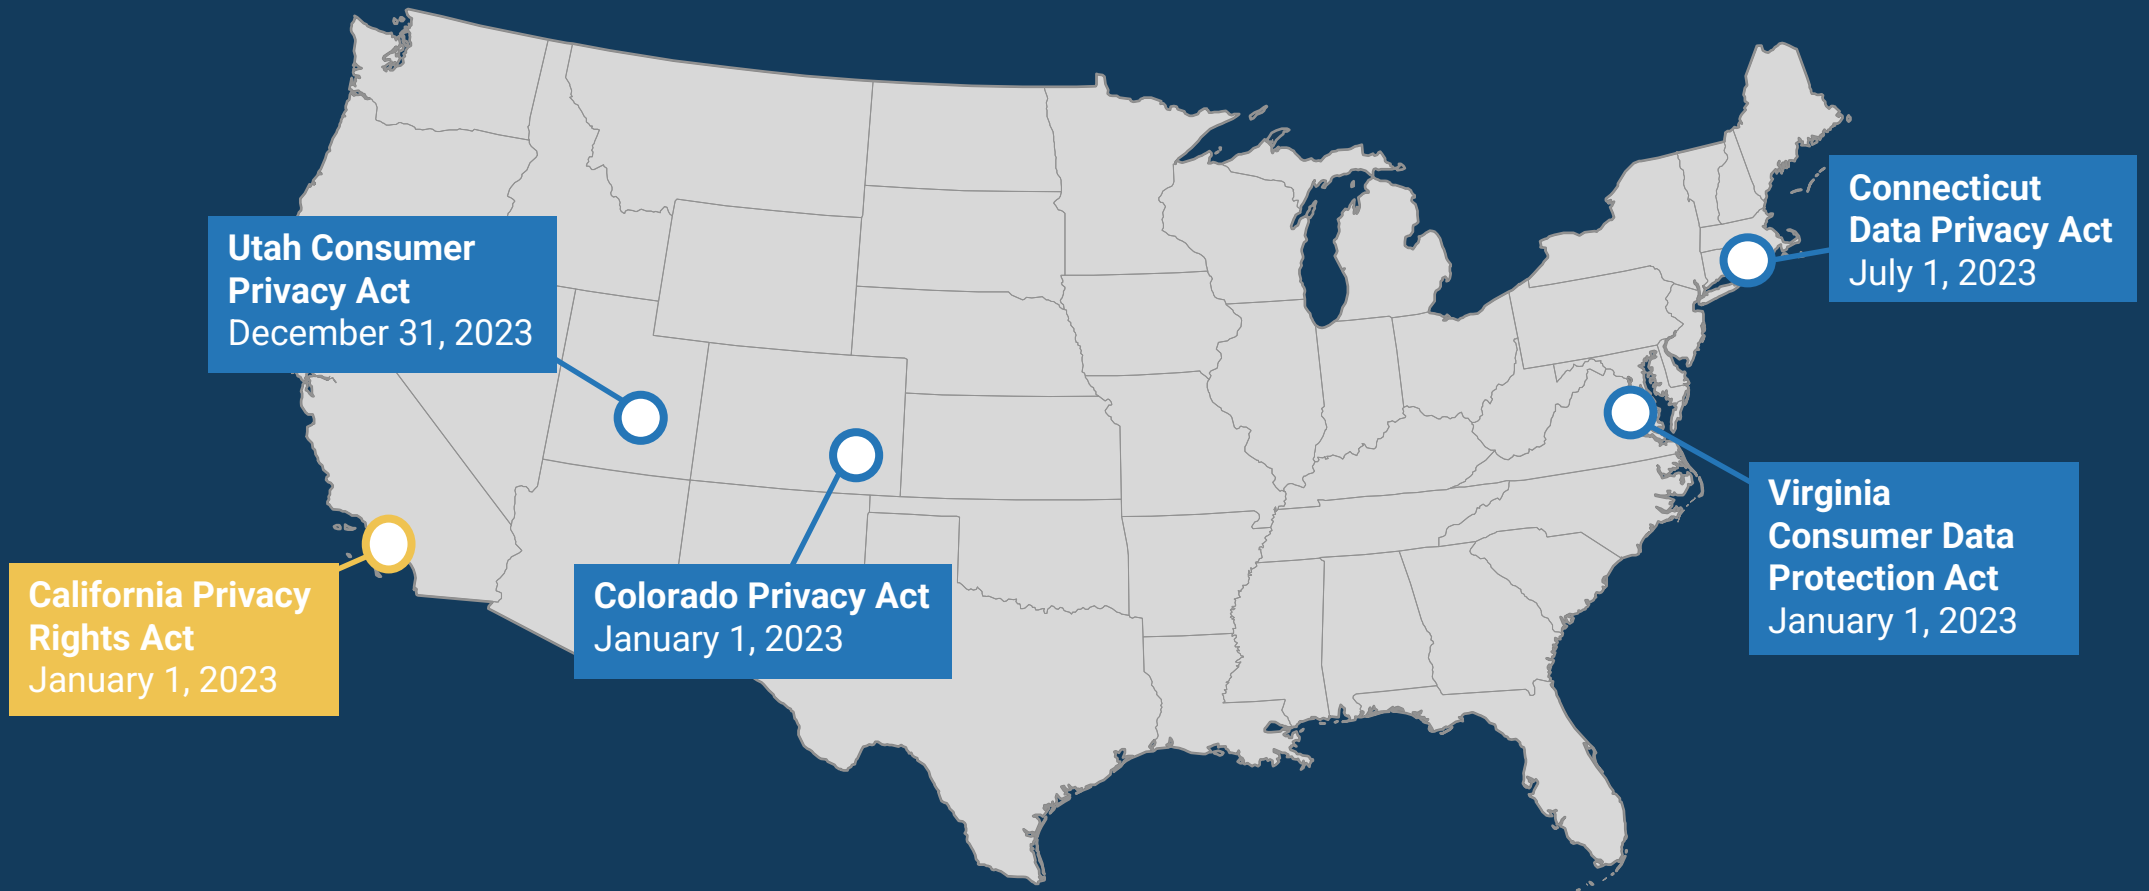 Connecticut
Data Privacy Act
July 1, 2023
Utah Consumer
Privacy Act
December 31, 2023
Virginia
Consumer Data
Protection Act
January 1, 2023
California Privacy
Rights Act
January 1, 2023
Colorado Privacy Act
January 1, 2023